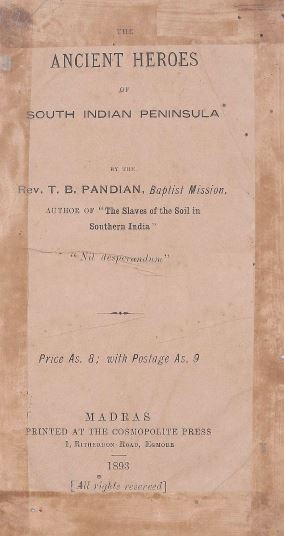 THE
ANCIENT HEROES
OF
SOUTH INDIAN PENINSULA
BY THE
Rev. T. B. PANDIAN, Baptist Mission,
AUTHOR OF "The Slaves of the Soil in
Southern India"
"Nil desperandum"
Price As. 8; with Postage As. 9
MADRAS
PRINTED AT THE COSMOPOLITE PRESS
1, Ritherdon Road, Egmore
1893
[All rights reserved]